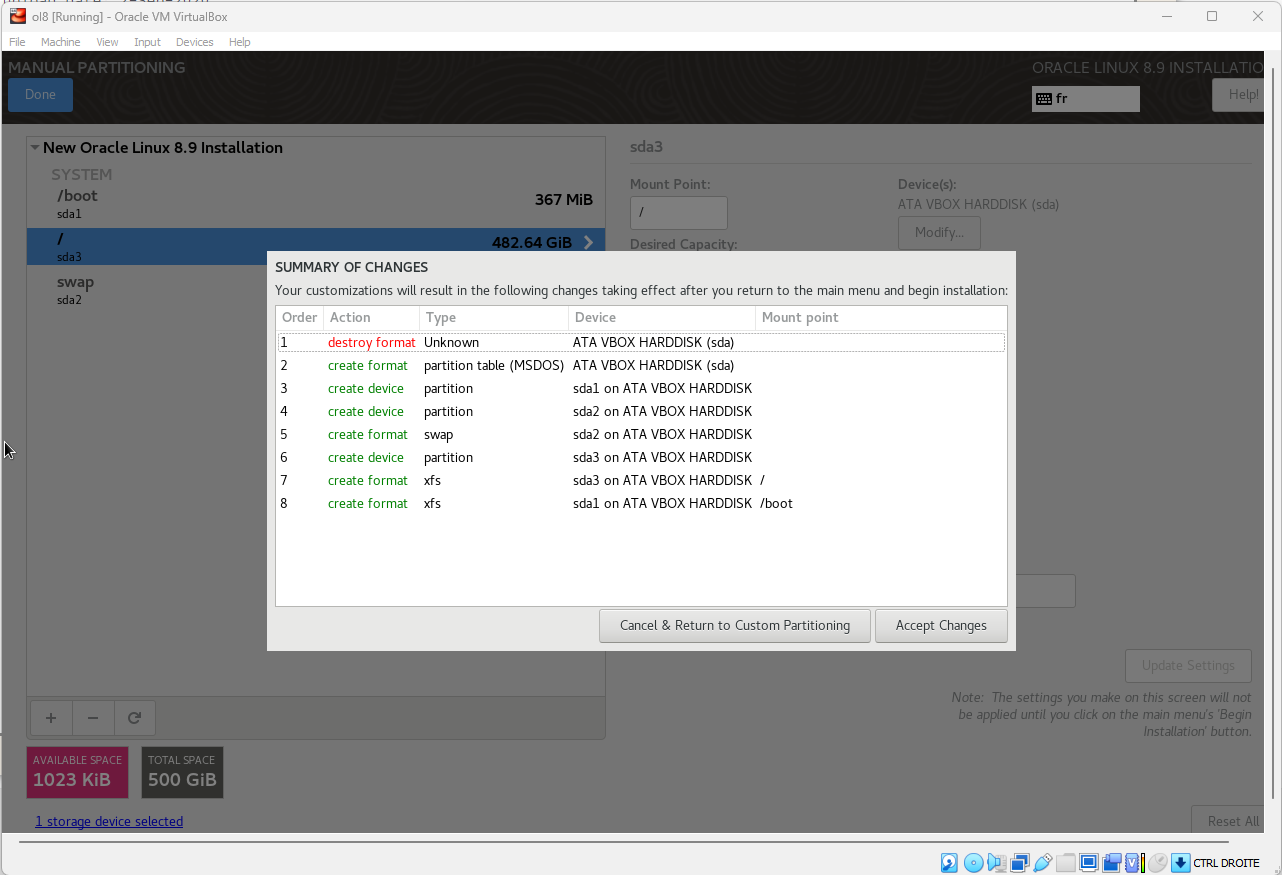 ol8 [Running] - Oracle VM VirtualBox
File Machine View Input Devices Help
MANUAL PARTITIONING
ORACLE LINUX 8.9 INSTALLATIO
Done
fr
Help!
New Oracle Linux 8.9 Installation
SYSTEM
/boot
367 MiB
sda1
/
482.64 GiB
sda3
swap
sda2
sda3
Mount Point:
/
Desired Capacity:
Device(s):
ATA VBOX HARDDISK (sda)
Modify...
SUMMARY OF CHANGES
Your customizations will result in the following changes taking effect after you return to the main menu and begin installation:
Order Action Type Device Mount point
1 destroy format Unknown ATA VBOX HARDDISK (sda)
2 create format partition table (MSDOS) ATA VBOX HARDDISK (sda)
3 create device partition sda1 on ATA VBOX HARDDISK
4 create device partition sda2 on ATA VBOX HARDDISK
5 create format swap sda2 on ATA VBOX HARDDISK
6 create device partition sda3 on ATA VBOX HARDDISK
7 create format xfs sda3 on ATA VBOX HARDDISK /
8 create format xfs sda1 on ATA VBOX HARDDISK /boot
Cancel & Return to Custom Partitioning
Accept Changes
Update Settings
Note: The settings you make on this screen will not
be applied until you click on the main menu's 'Begin
Installation' button.
AVAILABLE SPACE
1023 KiB
TOTAL SPACE
500 GiB
1 storage device selected
Reset All
CTRL DROITE